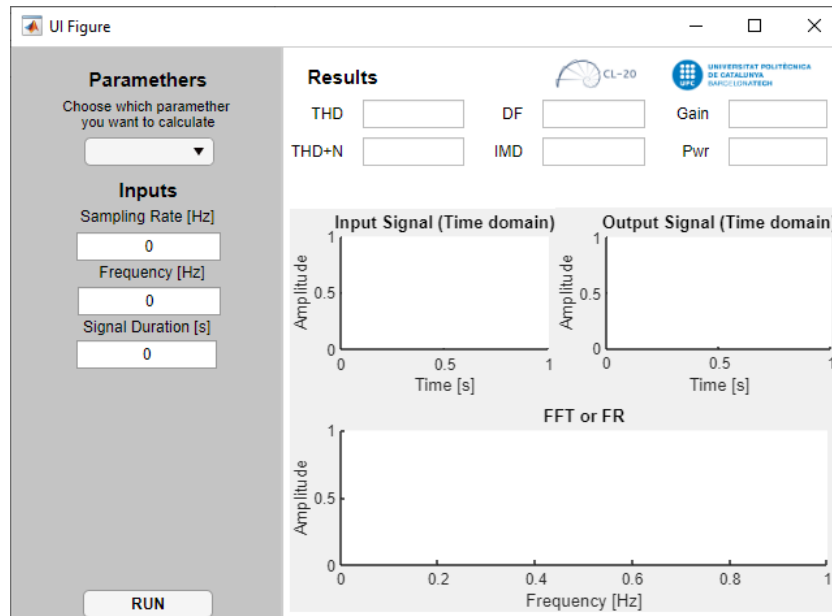 UI Figure
Paramethers
Choose which paramether
you want to calculate
Inputs
Sampling Rate [Hz]
0
Frequency [Hz]
0
Signal Duration [s]
0
RUN
Results
CL-20
UPC
UNIVERSITAT POLITÈCNICA
DE CATALUNYA
BARCELONATECH
THD
DF
Gain
THD+N
IMD
Pwr
Input Signal (Time domain)
1
0.5
0
Amplitude
0 0.5 1
Time [s]
Output Signal (Time domain)
1
0.5
0
Amplitude
0 0.5 1
Time [s]
FFT or FR
1
0.5
0
Amplitude
0 0.2 0.4 0.6 0.8 1
Frequency [Hz]